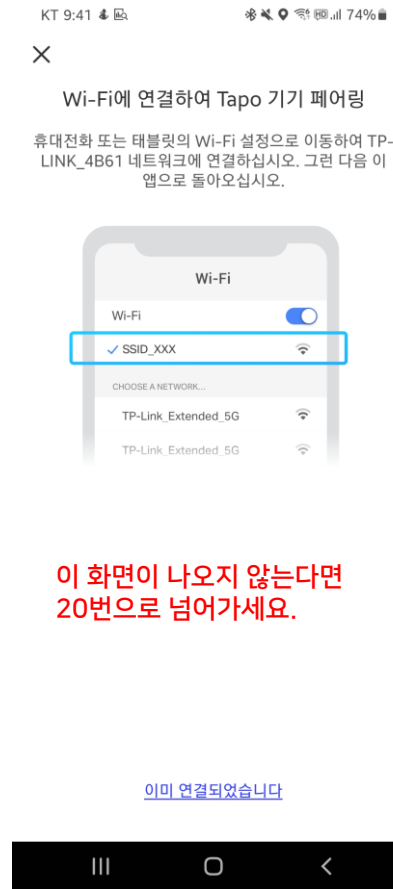 KT 9:41
74%
Wi-Fi에 연결하여 Tapo 기기 페어링
휴대전화 또는 태블릿의 Wi-Fi 설정으로 이동하여 TP-
LINK_4B61 네트워크에 연결하십시오. 그런 다음 이
앱으로 돌아오십시오.
Wi-Fi
Wi-Fi
SSID_XXX
CHOOSE A NETWORK...
TP-Link_Extended_5G
TP-Link_Extended_5G
이 화면이 나오지 않는다면
20번으로 넘어가세요.
이미 연결되었습니다